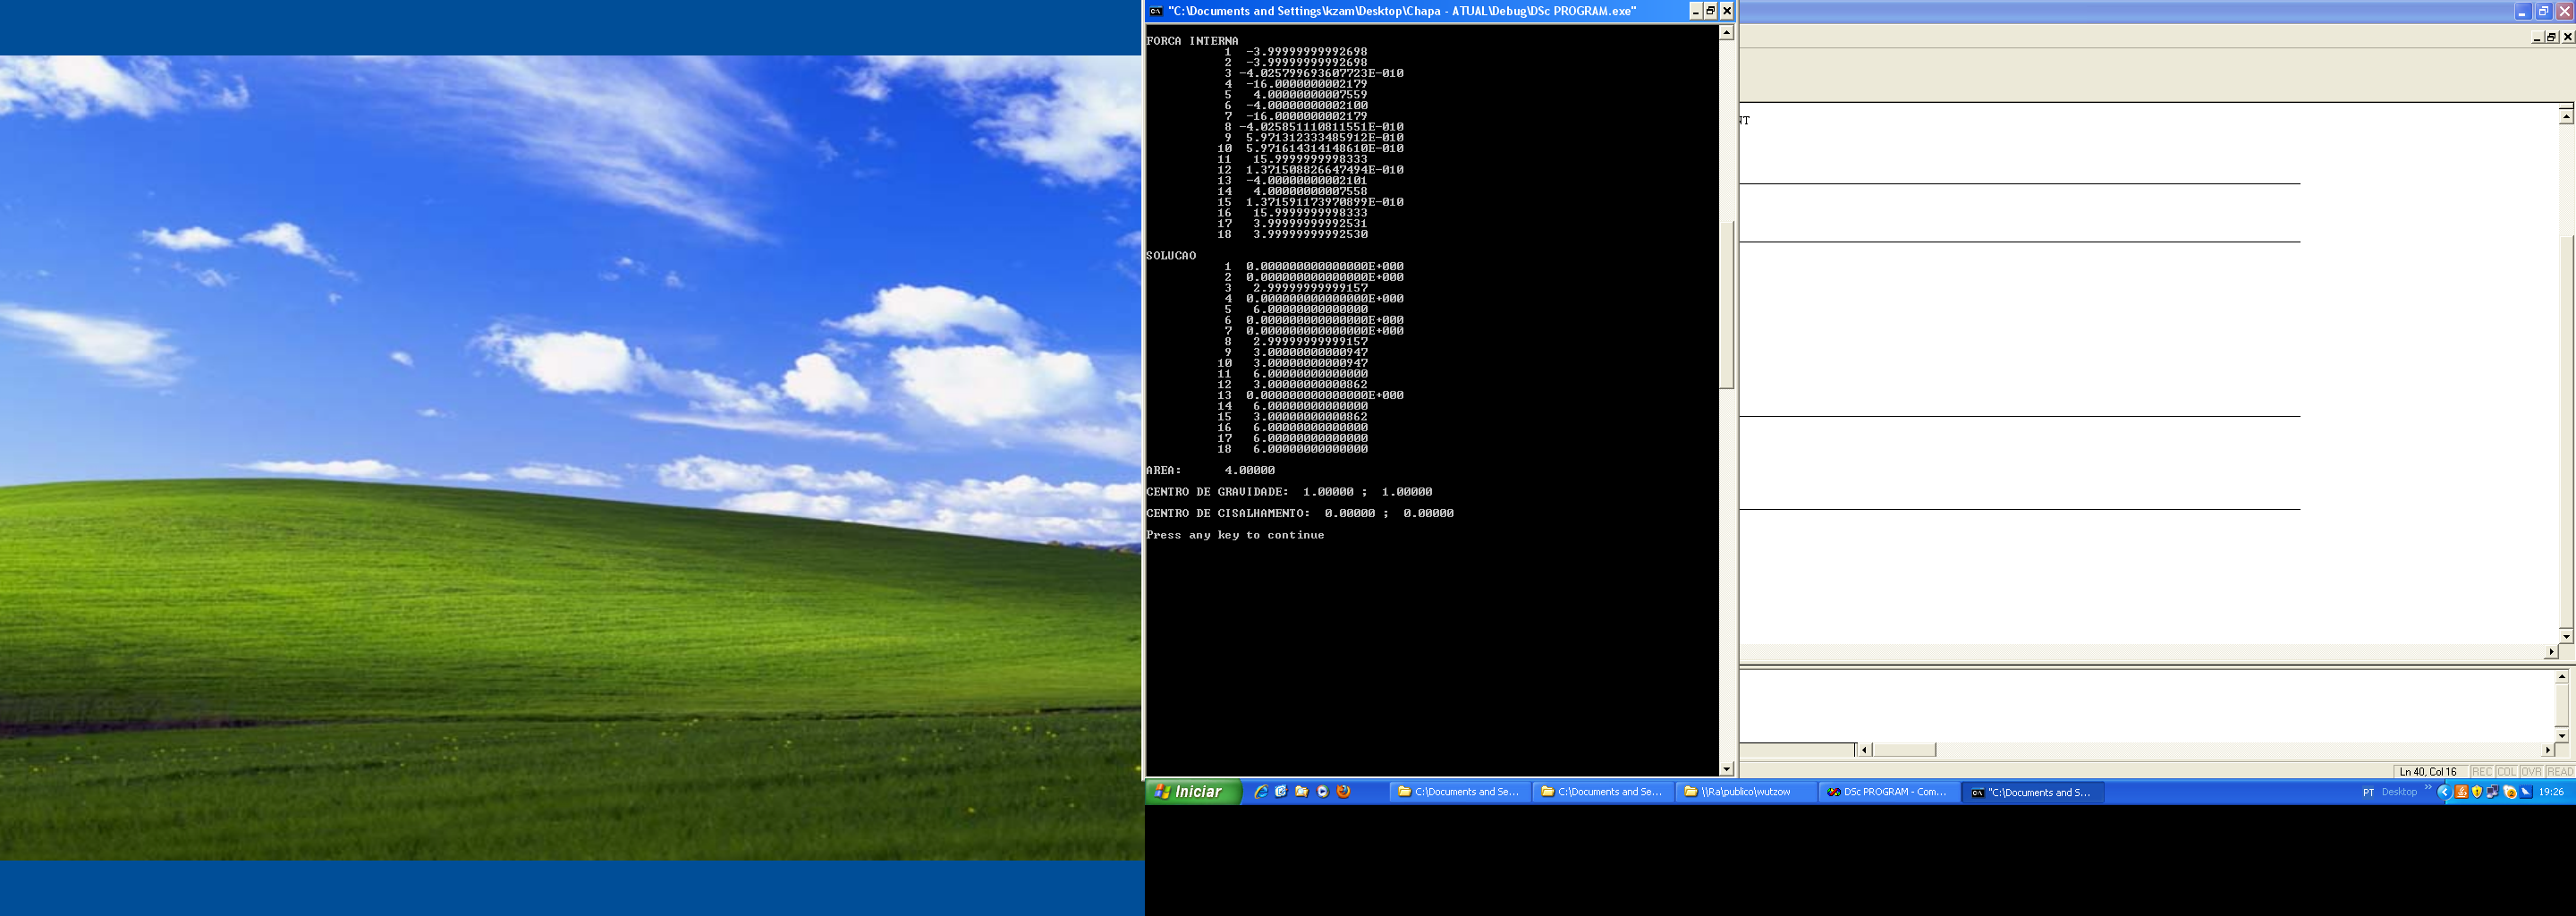 "C:\Documents and Settings\kzam\Desktop\Chapa - ATUAL\Debug\DSc PROGRAM.exe"
FORCA INTERNA
1 -3.99999999992698
2 -3.99999999992698
3 -4.025799693607723E-010
4 -16.0000000002179
5 4.00000000007559
6 -4.00000000002100
7 -16.0000000002179
8 -4.025851110811551E-010
9 5.971312333485912E-010
10 5.971614314148610E-010
11 15.9999999998333
12 1.371508826647494E-010
13 -4.00000000002101
14 4.00000000007558
15 1.371591173970899E-010
16 15.9999999998333
17 3.99999999992531
18 3.99999999992530
SOLUCAO
1 0.000000000000000E+000
2 0.000000000000000E+000
3 2.99999999999157
4 0.000000000000000E+000
5 6.00000000000000
6 0.000000000000000E+000
7 0.000000000000000E+000
8 2.99999999999157
9 3.00000000000947
10 3.00000000000947
11 6.00000000000000
12 3.00000000000862
13 0.000000000000000E+000
14 6.00000000000000
15 3.00000000000862
16 6.00000000000000
17 6.00000000000000
18 6.00000000000000
AREA: 4.00000
CENTRO DE GRAVIDADE: 1.00000 ; 1.00000
CENTRO DE CISALHAMENTO: 0.00000 ; 0.00000
Press any key to continue
NT
Ln 40, Col 16 REC COL OVR READ
Iniciar C:\Documents and Se... C:\Documents and Se... \\Ra\publico\wutzow DSc PROGRAM - Com... "C:\Documents and S... PT Desktop » 19:26